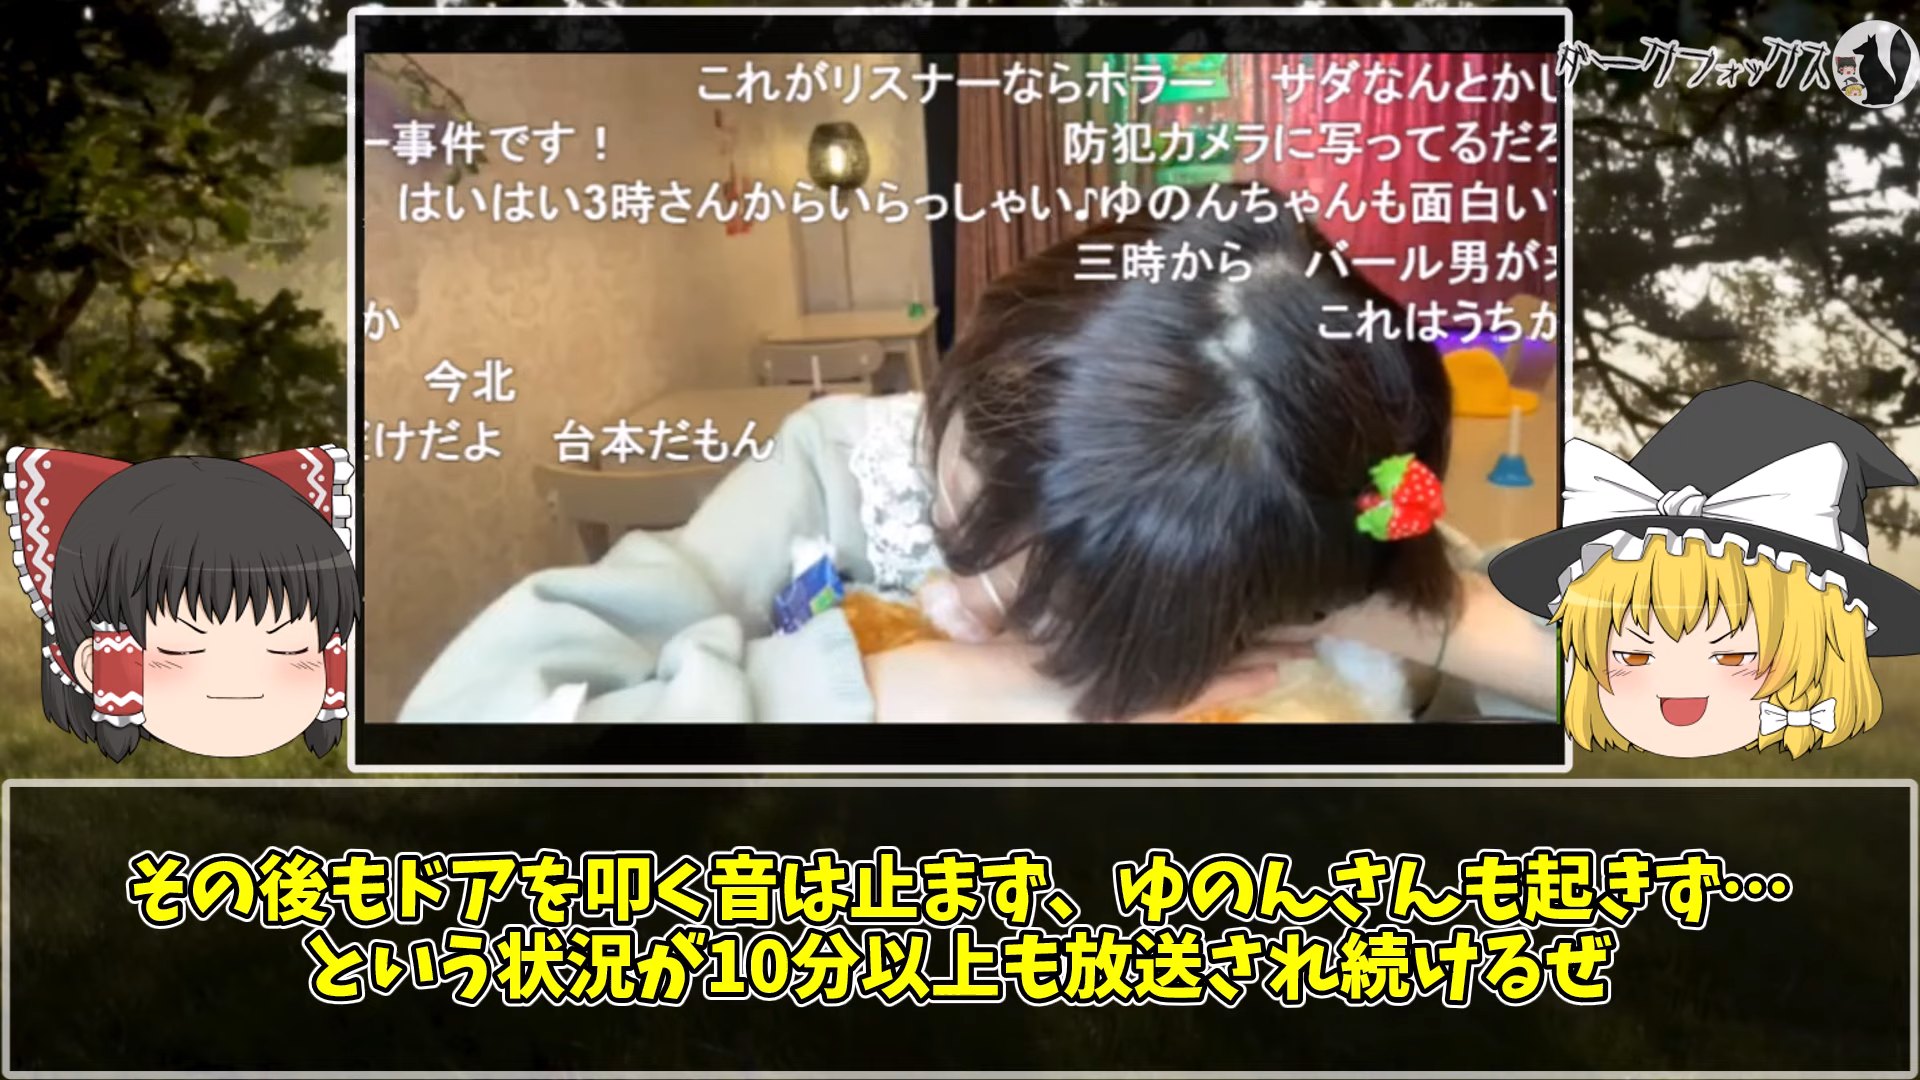 ダークフォックス
これがリスナーならホラー　サダなんとかし
一事件です！
防犯カメラに写ってるだろ
はいはい3時さんからいらっしゃい♪ゆのんちゃんも面白い
三時から　バール男が
これはうちか
か
今北
けだよ　台本だもん
その後もドアを叩く音は止まず、ゆのんさんも起きず…
という状況が10分以上も放送され続けるぜ